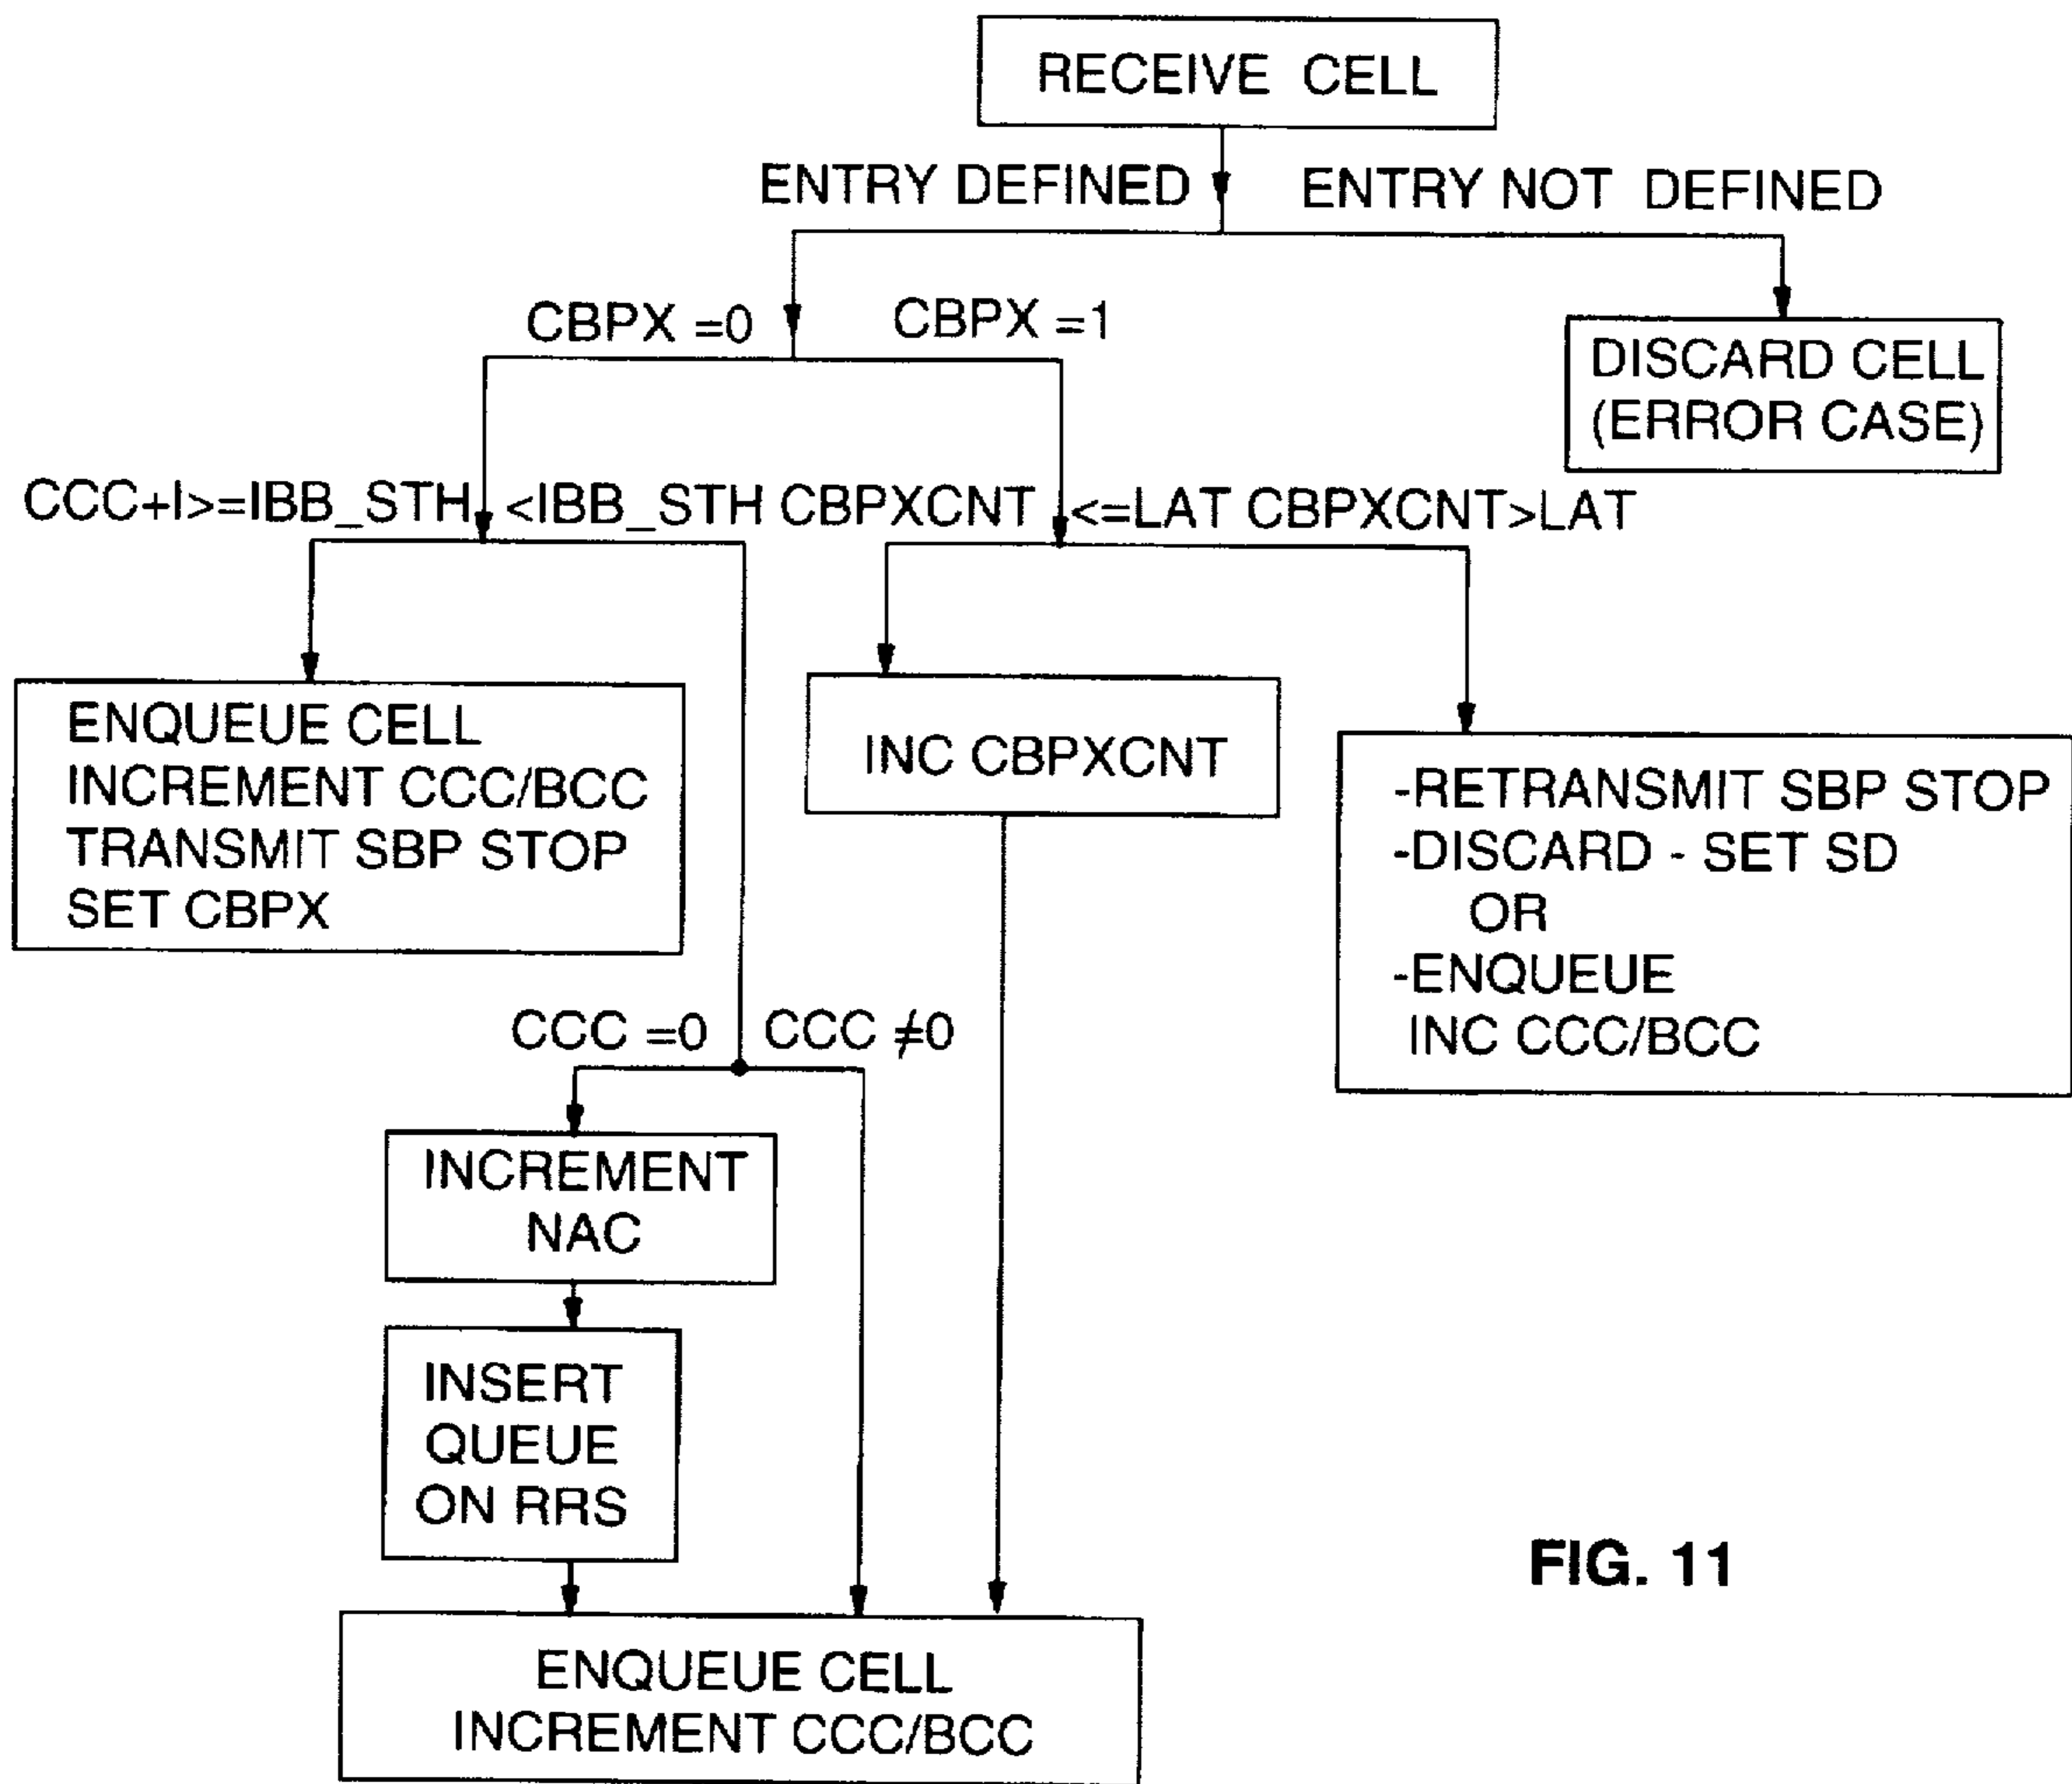 RECEIVE CELL
ENTRY DEFINED
ENTRY NOT DEFINED
CBPX =0
CBPX =1
DISCARD CELL
(ERROR CASE)
CCC+I>=IBB_STH
<IBB_STH
CBPXCNT <=LAT
CBPXCNT>LAT
ENQUEUE CELL
INCREMENT CCC/BCC
TRANSMIT SBP STOP
SET CBPX
INC CBPXCNT
-RETRANSMIT SBP STOP
-DISCARD - SET SD
OR
-ENQUEUE
INC CCC/BCC
CCC =0
CCC ≠0
INCREMENT
NAC
INSERT
QUEUE
ON RRS
ENQUEUE CELL
INCREMENT CCC/BCC
FIG. 11